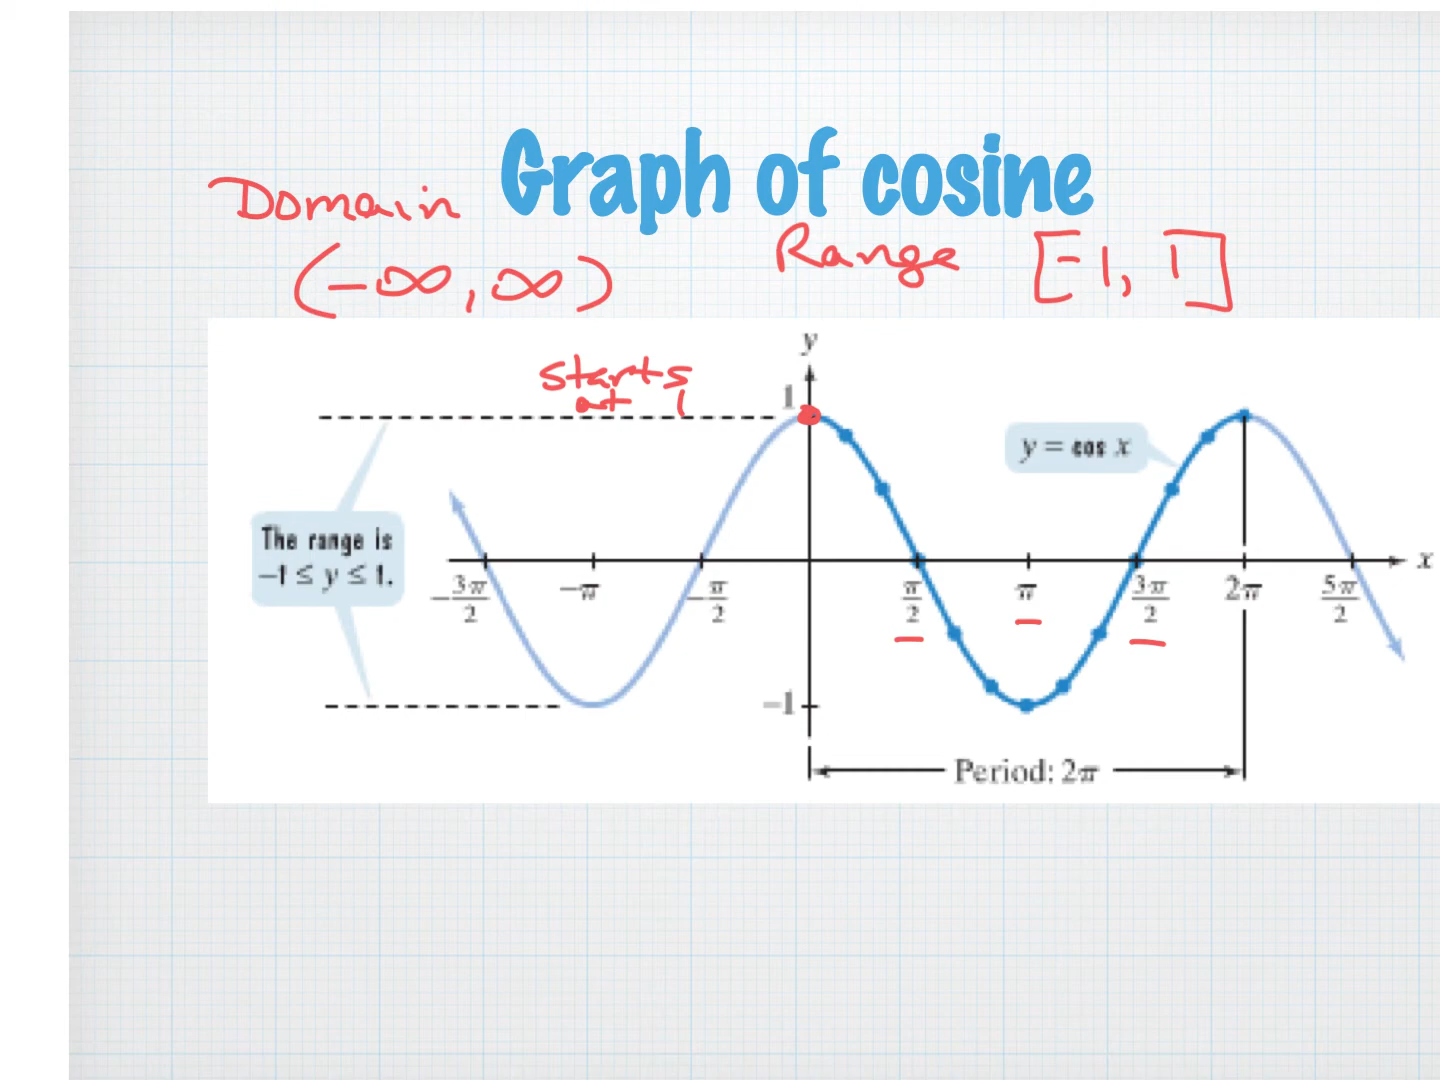 Graph of cosine
Domain
(-∞, ∞)
Range [-1, 1]
starts
at 1
y
1
y = cos x
The range is
-1 ≤ y ≤ 1.
x
-3π/2
-π
-π/2
π/2
π
3π/2
2π
5π/2
-1
Period: 2π